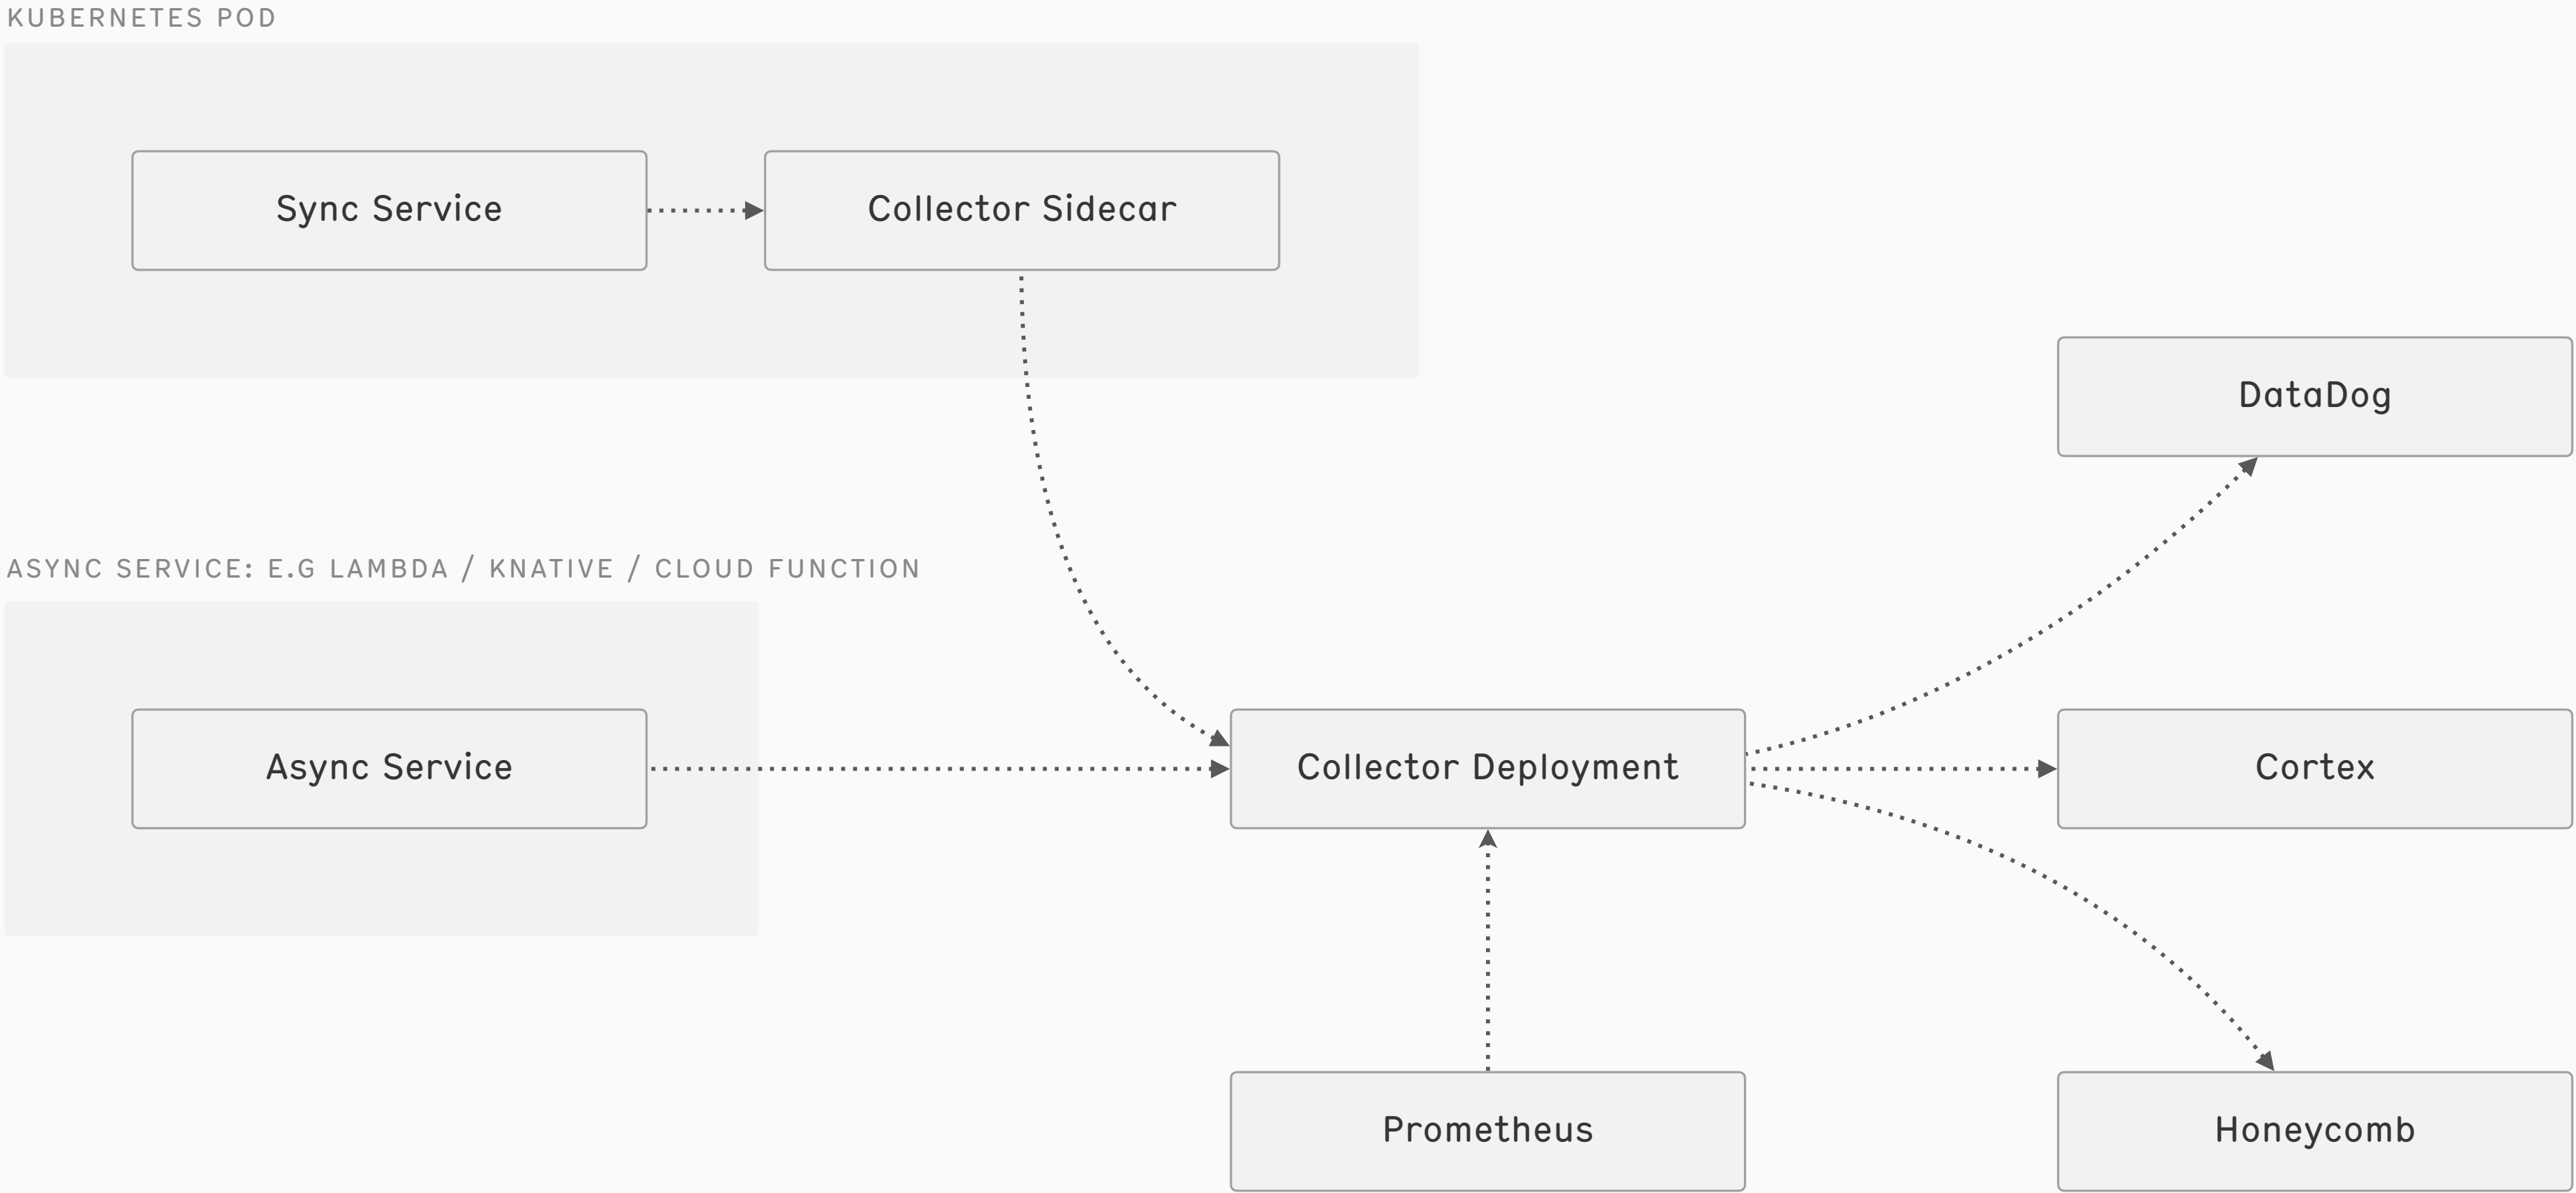 KUBERNETES POD
Sync Service
Collector Sidecar
DataDog
ASYNC SERVICE: E.G LAMBDA / KNATIVE / CLOUD FUNCTION
Async Service
Collector Deployment
Cortex
Prometheus
Honeycomb